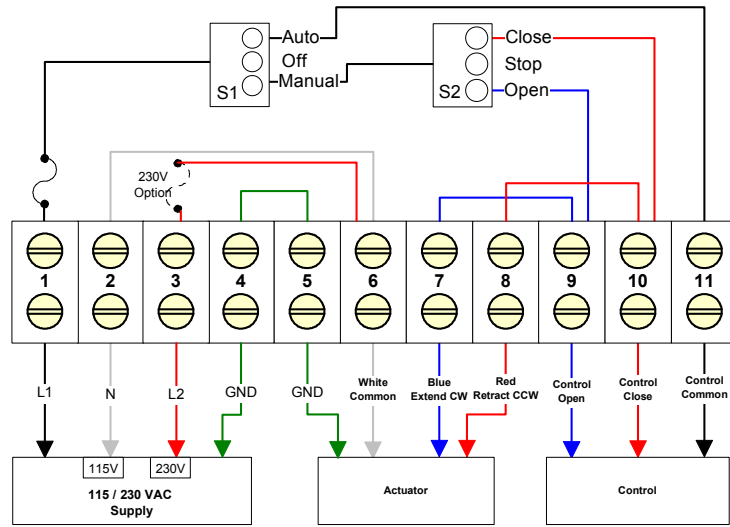 Auto
Off
Manual
S1
Close
Stop
Open
S2
230V
Option
1 2 3 4 5 6 7 8 9 10 11
L1
N
L2
GND
GND
White
Common
Blue
Extend CW
Red
Retract CCW
Control
Open
Control
Close
Control
Common
115V
230V
115 / 230 VAC
Supply
Actuator
Control